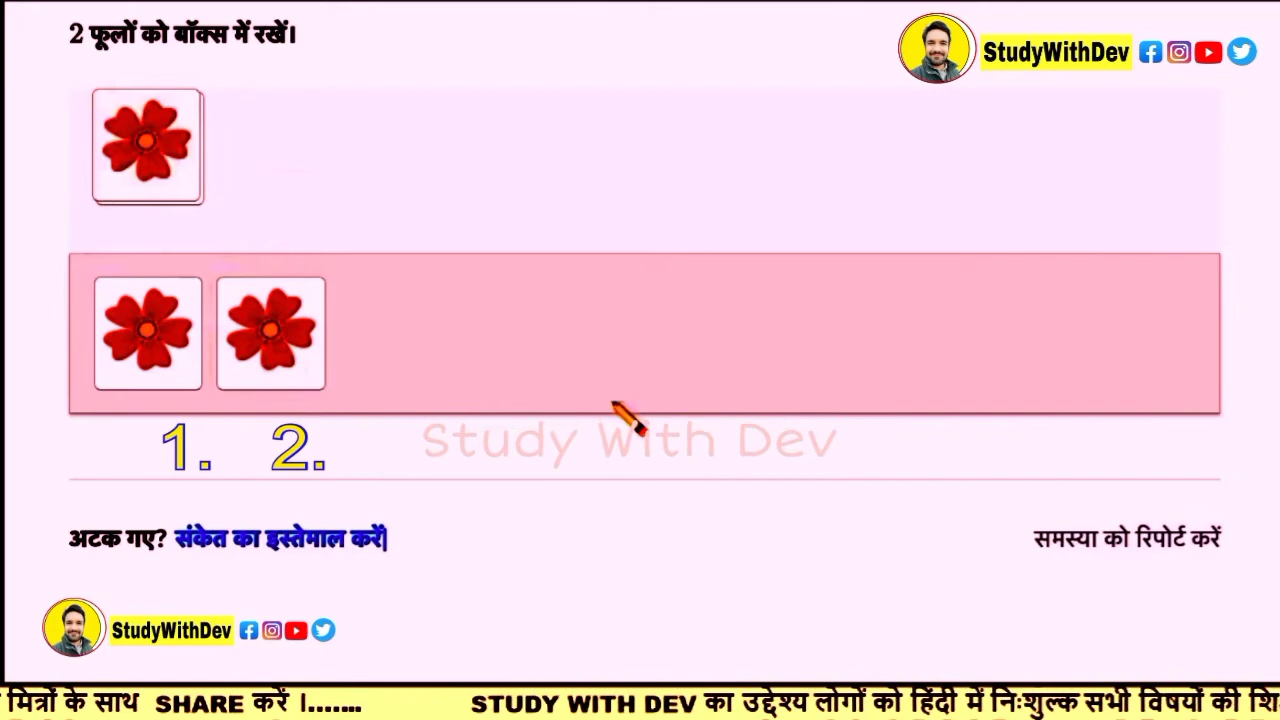 2 फूलों को बॉक्स में रखें।
StudyWithDev
1. 2.
Study With Dev
अटक गए? संकेत का इस्तेमाल करें|
समस्या को रिपोर्ट करें
StudyWithDev
मित्रों के साथ SHARE करें ।....... STUDY WITH DEV का उद्देश्य लोगों को हिंदी में निःशुल्क सभी विषयों की